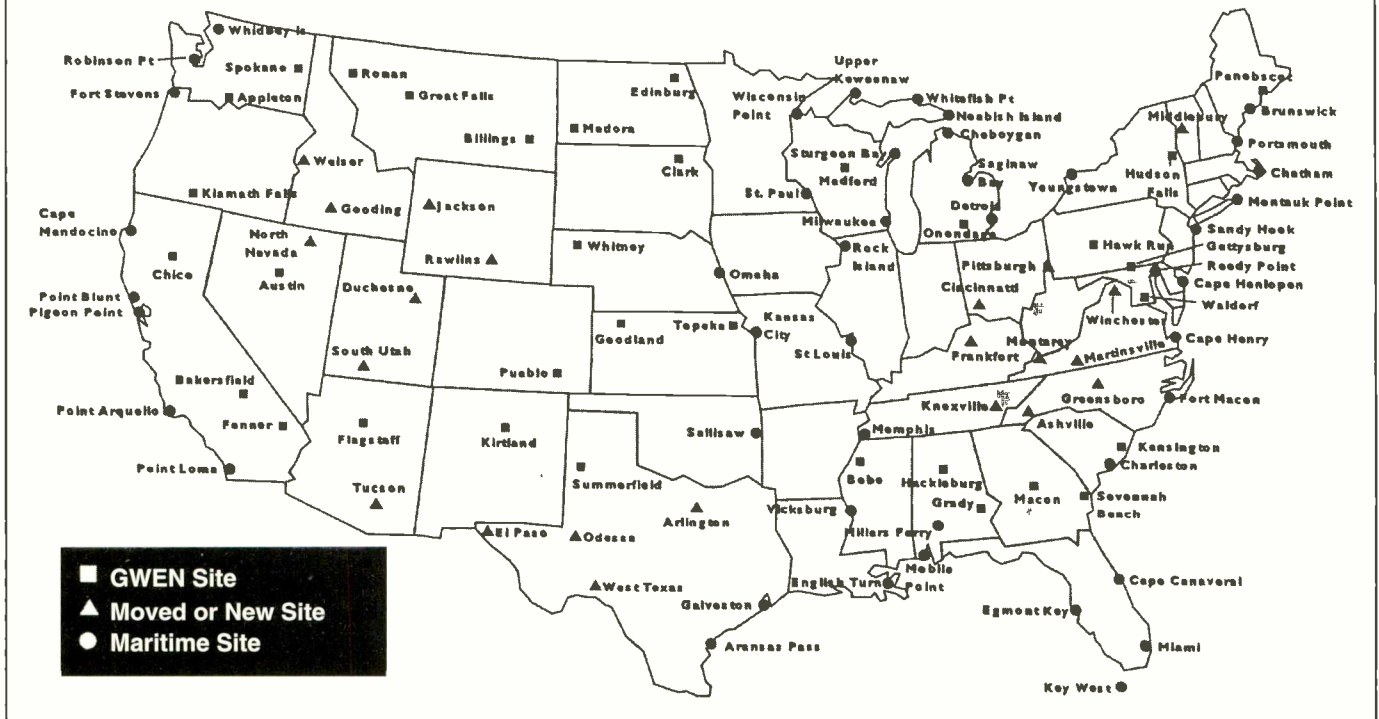 Whidbey Is
Robinson Pt
Spokane
Fort Stevens
Appleton
Ronan
Great Falls
Billings
Edinburg
Medora
Clark
Upper
Keweenaw
Wisconsin
Point
Whitefish Pt
Neebish Island
Cheboygan
Sturgeon Bay
Medford
Saginaw
Bay
St. Paul
Milwaukee
Detroit
Onondaga
Youngstown
Penobscot
Brunswick
Middlebury
Portsmouth
Hudson
Falls
Chatham
Montauk Point
Sandy Hook
Weiser
Klamath Falls
Gooding
Jackson
Cape
Mendocino
North
Nevada
Rawlins
Whitney
Omaha
Rock
Island
Chico
Austin
Duchesne
Pittsburgh
Cincinnati
Hawk Run
Gettysburg
Reedy Point
Cape Henlopen
Waldorf
Winchester
Point Blunt
Pigeon Point
South Utah
Goodland
Topeka
Kansas
City
St Louis
Pueblo
Frankfort
Monterey
Martinsville
Cape Henry
Bakersfield
Point Arguello
Fenner
Flagstaff
Kirtland
Sallisaw
Memphis
Knoxville
Greensboro
Fort Macon
Ashville
Kensington
Charleston
Point Loma
Tucson
Summerfield
Bobo
Hackleburg
Grady
Macon
Savannah
Beach
El Paso
Odessa
Arlington
Vicksburg
Millers Ferry
West Texas
Galveston
English Turn
Mobile
Point
Cape Canaveral
Egmont Key
Aransas Pass
Miami
Key West
GWEN Site
Moved or New Site
Maritime Site